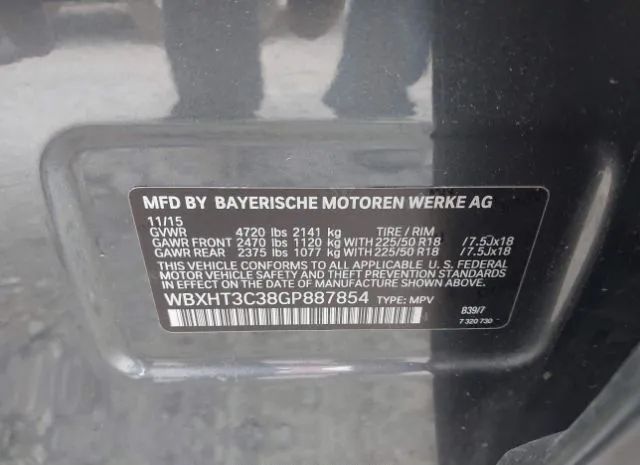 MFD BY BAYERISCHE MOTOREN WERKE AG
11/15
GVWR 4720 lbs 2141 kg TIRE / RIM
GAWR FRONT 2470 lbs 1120 kg WITH 225/50 R18 /7.5Jx18
GAWR REAR 2375 lbs 1077 kg WITH 225/50 R18 /7.5Jx18
THIS VEHICLE CONFORMS TO ALL APPLICABLE U. S. FEDERAL
MOTOR VEHICLE SAFETY, BUMPER, AND THEFT PREVENTION STANDARDS
IN EFFECT ON THE DATE OF MANUFACTURE SHOWN ABOVE.
WBXHT3C38GP887854 TYPE: MPV
839/7
7 320 730